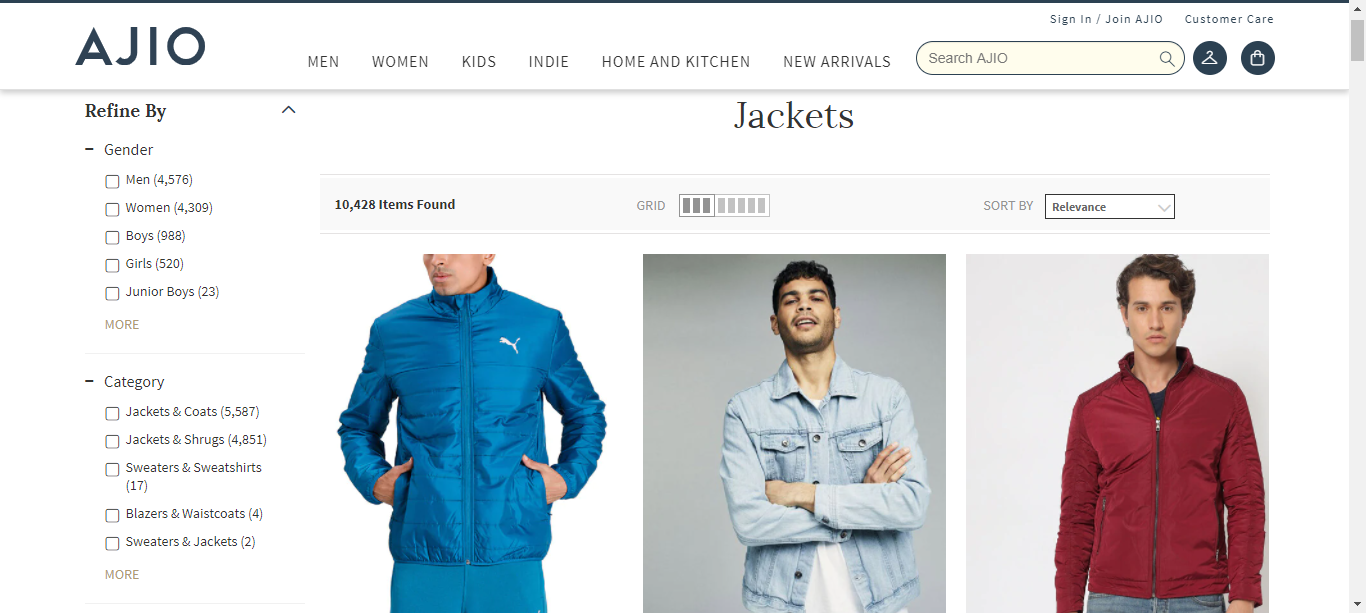 Sign In / Join AJIO
Customer Care
AJIO
MEN
WOMEN
KIDS
INDIE
HOME AND KITCHEN
NEW ARRIVALS
Search AJIO
Refine By
Jackets
Gender
Men (4,576)
Women (4,309)
Boys (988)
Girls (520)
Junior Boys (23)
MORE
10,428 Items Found
GRID
SORT BY
Relevance
Category
Jackets & Coats (5,587)
Jackets & Shrugs (4,851)
Sweaters & Sweatshirts
(17)
Blazers & Waistcoats (4)
Sweaters & Jackets (2)
MORE